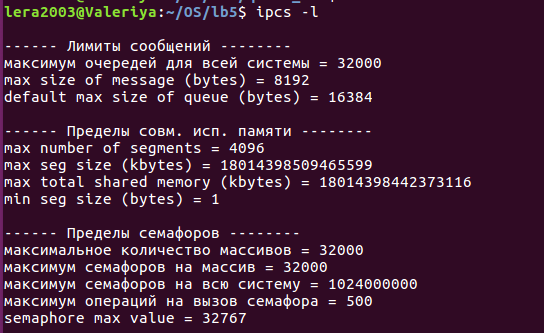 lera2003@Valeriya:~/OS/lb5$ ipcs -l
------ Лимиты сообщений --------
максимум очередей для всей системы = 32000
max size of message (bytes) = 8192
default max size of queue (bytes) = 16384
------ Пределы совм. исп. памяти --------
max number of segments = 4096
max seg size (kbytes) = 18014398509465599
max total shared memory (kbytes) = 18014398442373116
min seg size (bytes) = 1
------ Пределы семафоров --------
максимальное количество массивов = 32000
максимум семафоров на массив = 32000
максимум семафоров на всю систему = 1024000000
максимум операций на вызов семафора = 500
semaphore max value = 32767